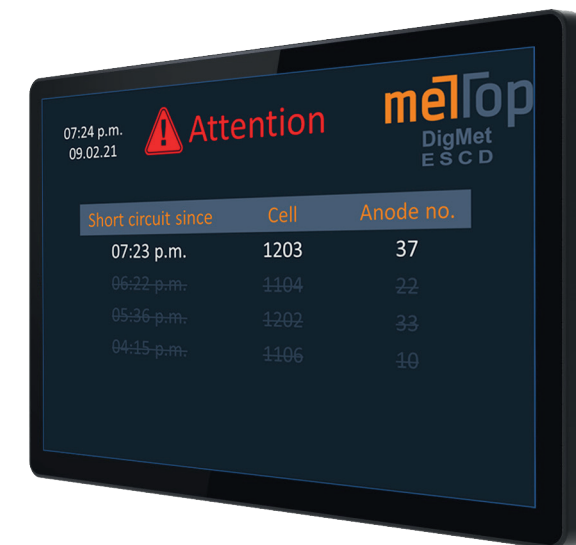 07:24 p.m.
09.02.21
Attention
metTop
DigMet
ESCD
Short circuit since Cell Anode no.
07:23 p.m. 1203 37
06:22 p.m. 1104 22
05:36 p.m. 1202 33
04:15 p.m. 1106 10